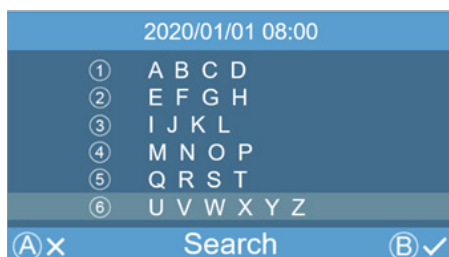 2020/01/01 08:00
① A B C D
② E F G H
③ I J K L
④ M N O P
⑤ Q R S T
⑥ U V W X Y Z
Ⓐ✕ Search Ⓑ✓